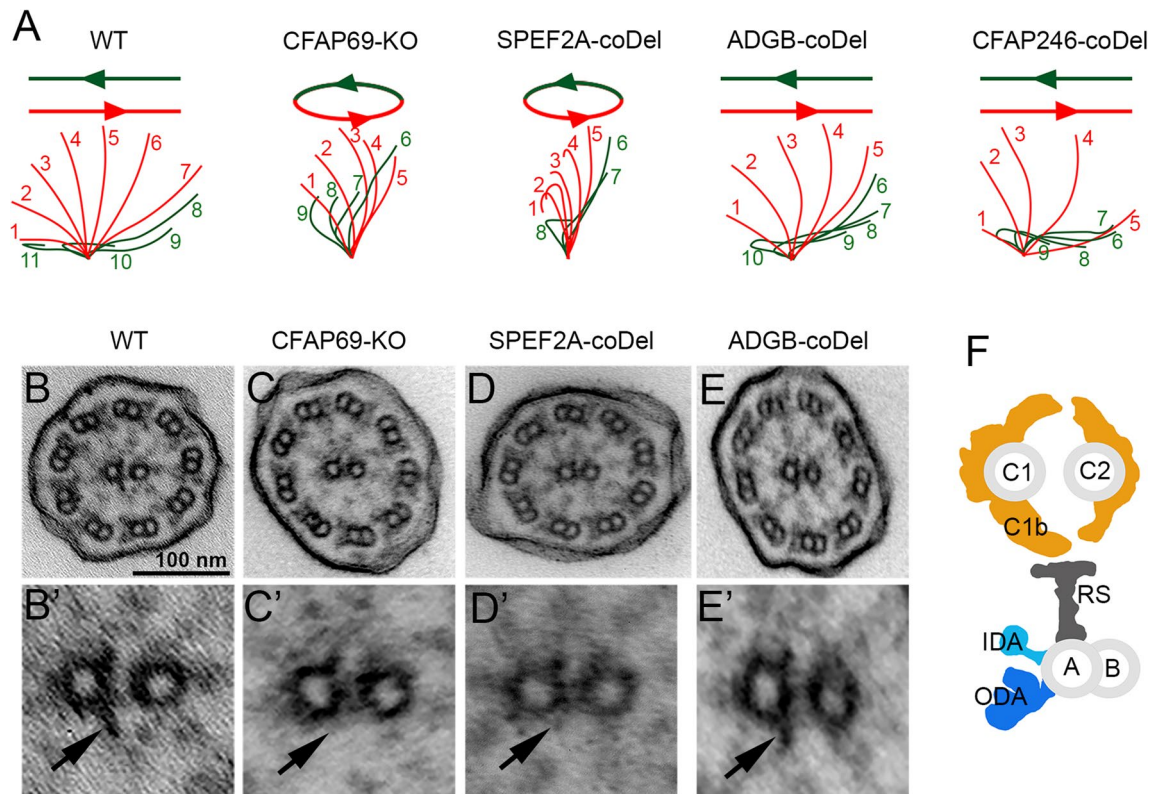 A
WT
CFAP69-KO
SPEF2A-coDel
ADGB-coDel
CFAP246-coDel
1
2
3
4
5
6
7
8
9
10
11
1
2
3
4
5
6
7
8
9
1
2
3
4
5
6
7
8
1
2
3
4
5
6
7
8
9
10
1
2
3
4
5
6
7
8
9
WT
CFAP69-KO
SPEF2A-coDel
ADGB-coDel
B
100 nm
C
D
E
B'
C'
D'
E'
F
C1
C2
C1b
RS
IDA
A
B
ODA